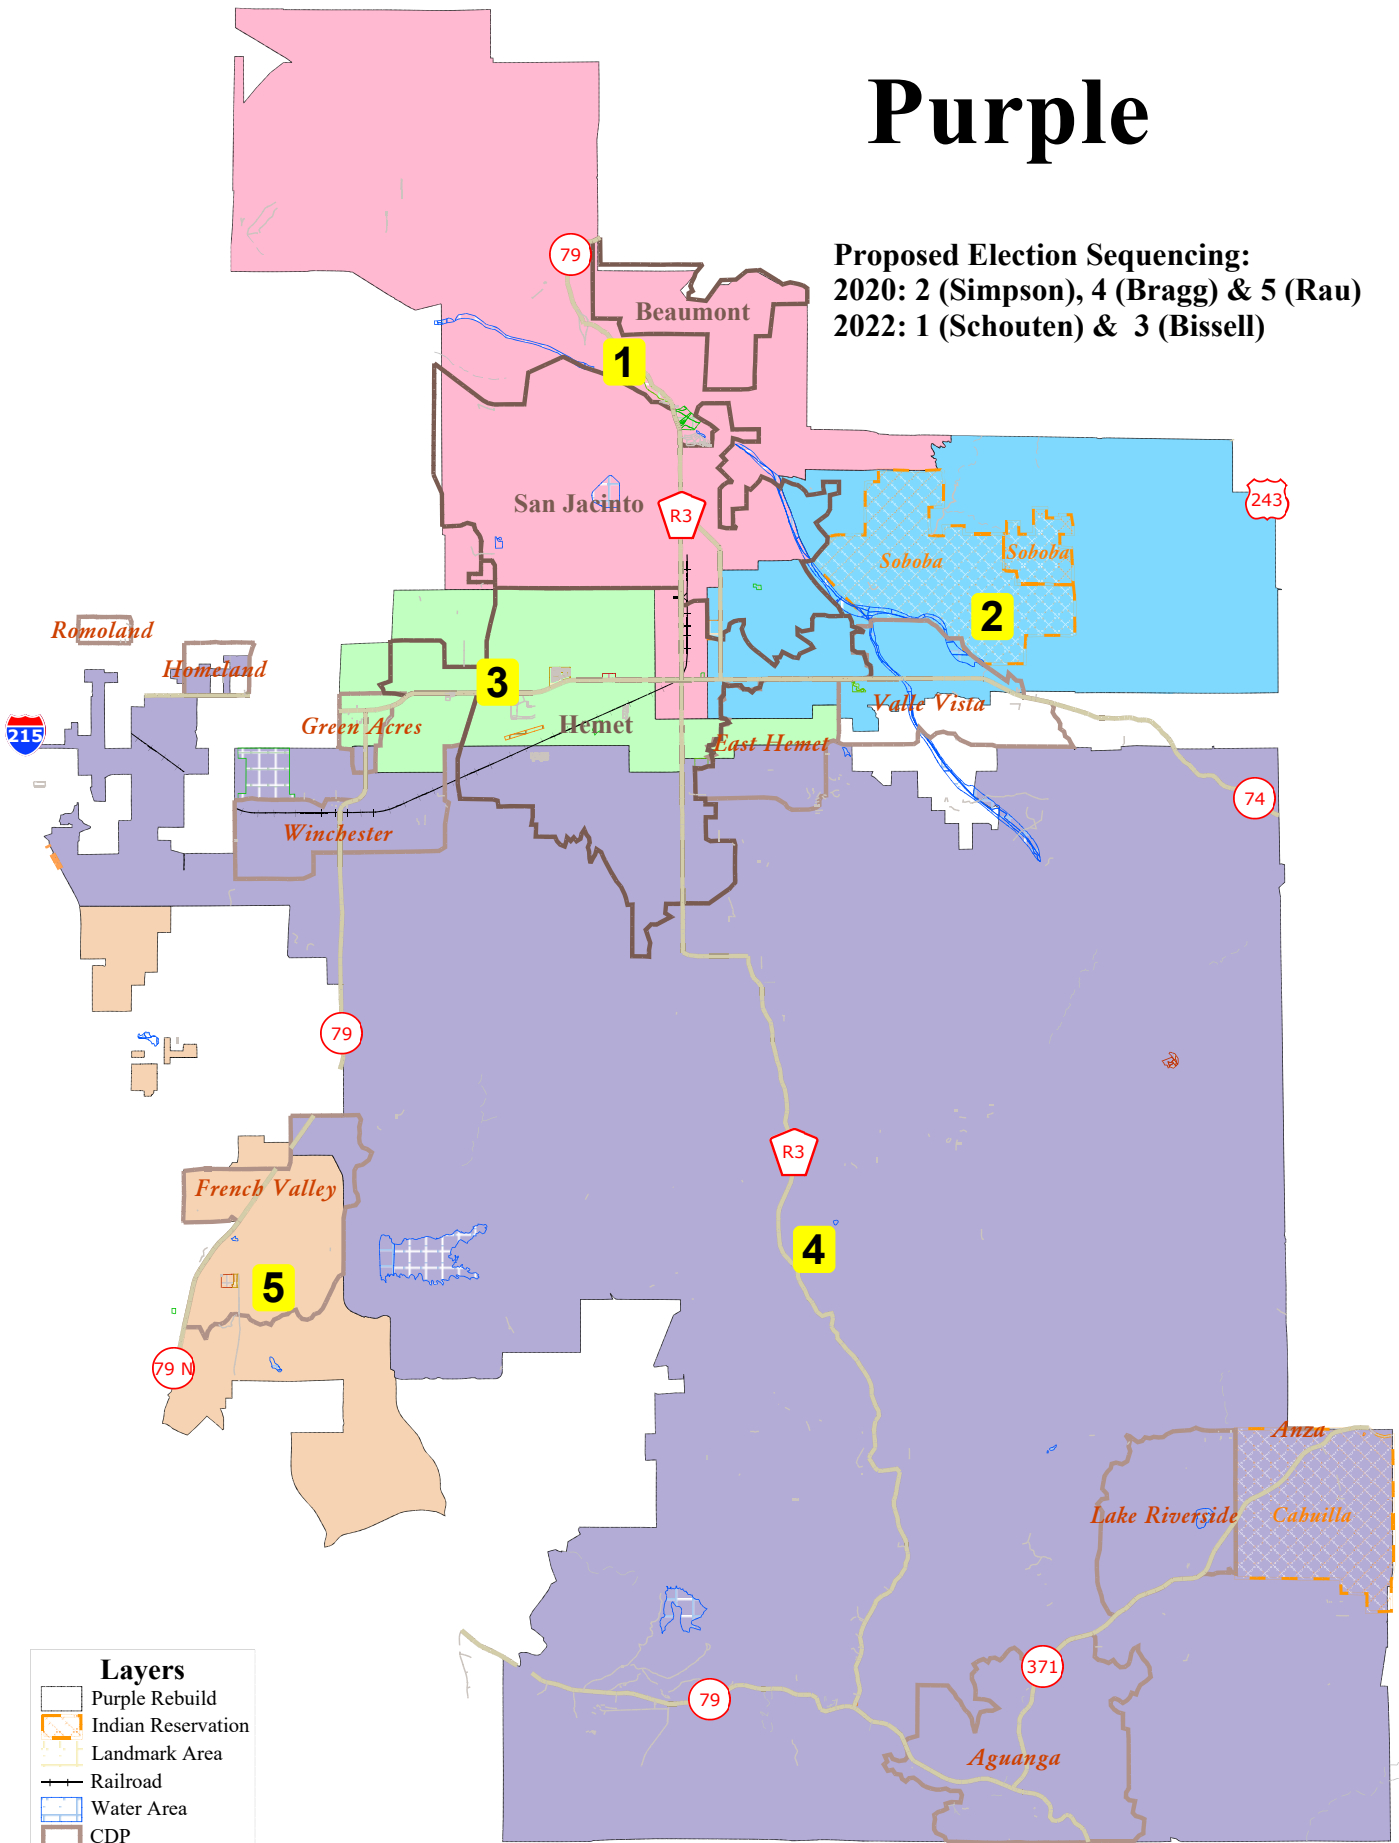 Purple
Proposed Election Sequencing:
2020: 2 (Simpson), 4 (Bragg) & 5 (Rau)
2022: 1 (Schouten) & 3 (Bissell)
79
Beaumont
1
San Jacinto
R3
243
Soboba
Soboba
2
Romoland
Homeland
3
215
Green Acres
Hemet
Valle Vista
East Hemet
74
Winchester
79
R3
French Valley
4
5
79 N
Anza
Lake Riverside
Cahuilla
371
79
Aguanga
Layers
Purple Rebuild
Indian Reservation
Landmark Area
Railroad
Water Area
CDP